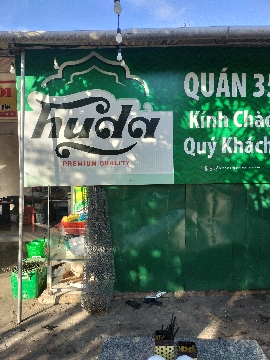 huda
PREMIUM QUALITY
QUÁN 35
Kính Chào
Quý Khách